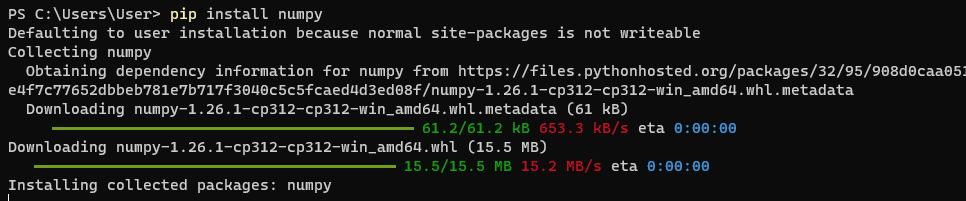 PS C:\Users\User> pip install numpy
Defaulting to user installation because normal site-packages is not writeable
Collecting numpy
  Obtaining dependency information for numpy from https://files.pythonhosted.org/packages/32/95/908d0caa051
e4f7c77652dbbeb781e7b717f3040c5c5fcaed4d3ed08f/numpy-1.26.1-cp312-cp312-win_amd64.whl.metadata
  Downloading numpy-1.26.1-cp312-cp312-win_amd64.whl.metadata (61 kB)
61.2/61.2 kB 653.3 kB/s eta 0:00:00
Downloading numpy-1.26.1-cp312-cp312-win_amd64.whl (15.5 MB)
15.5/15.5 MB 15.2 MB/s eta 0:00:00
Installing collected packages: numpy